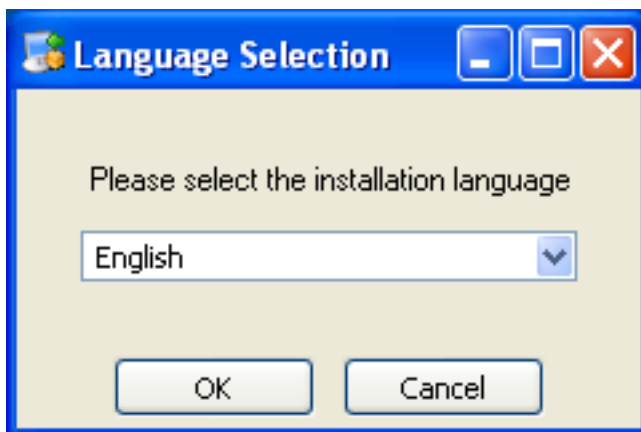 Language Selection
Please select the installation language
English
OK
Cancel